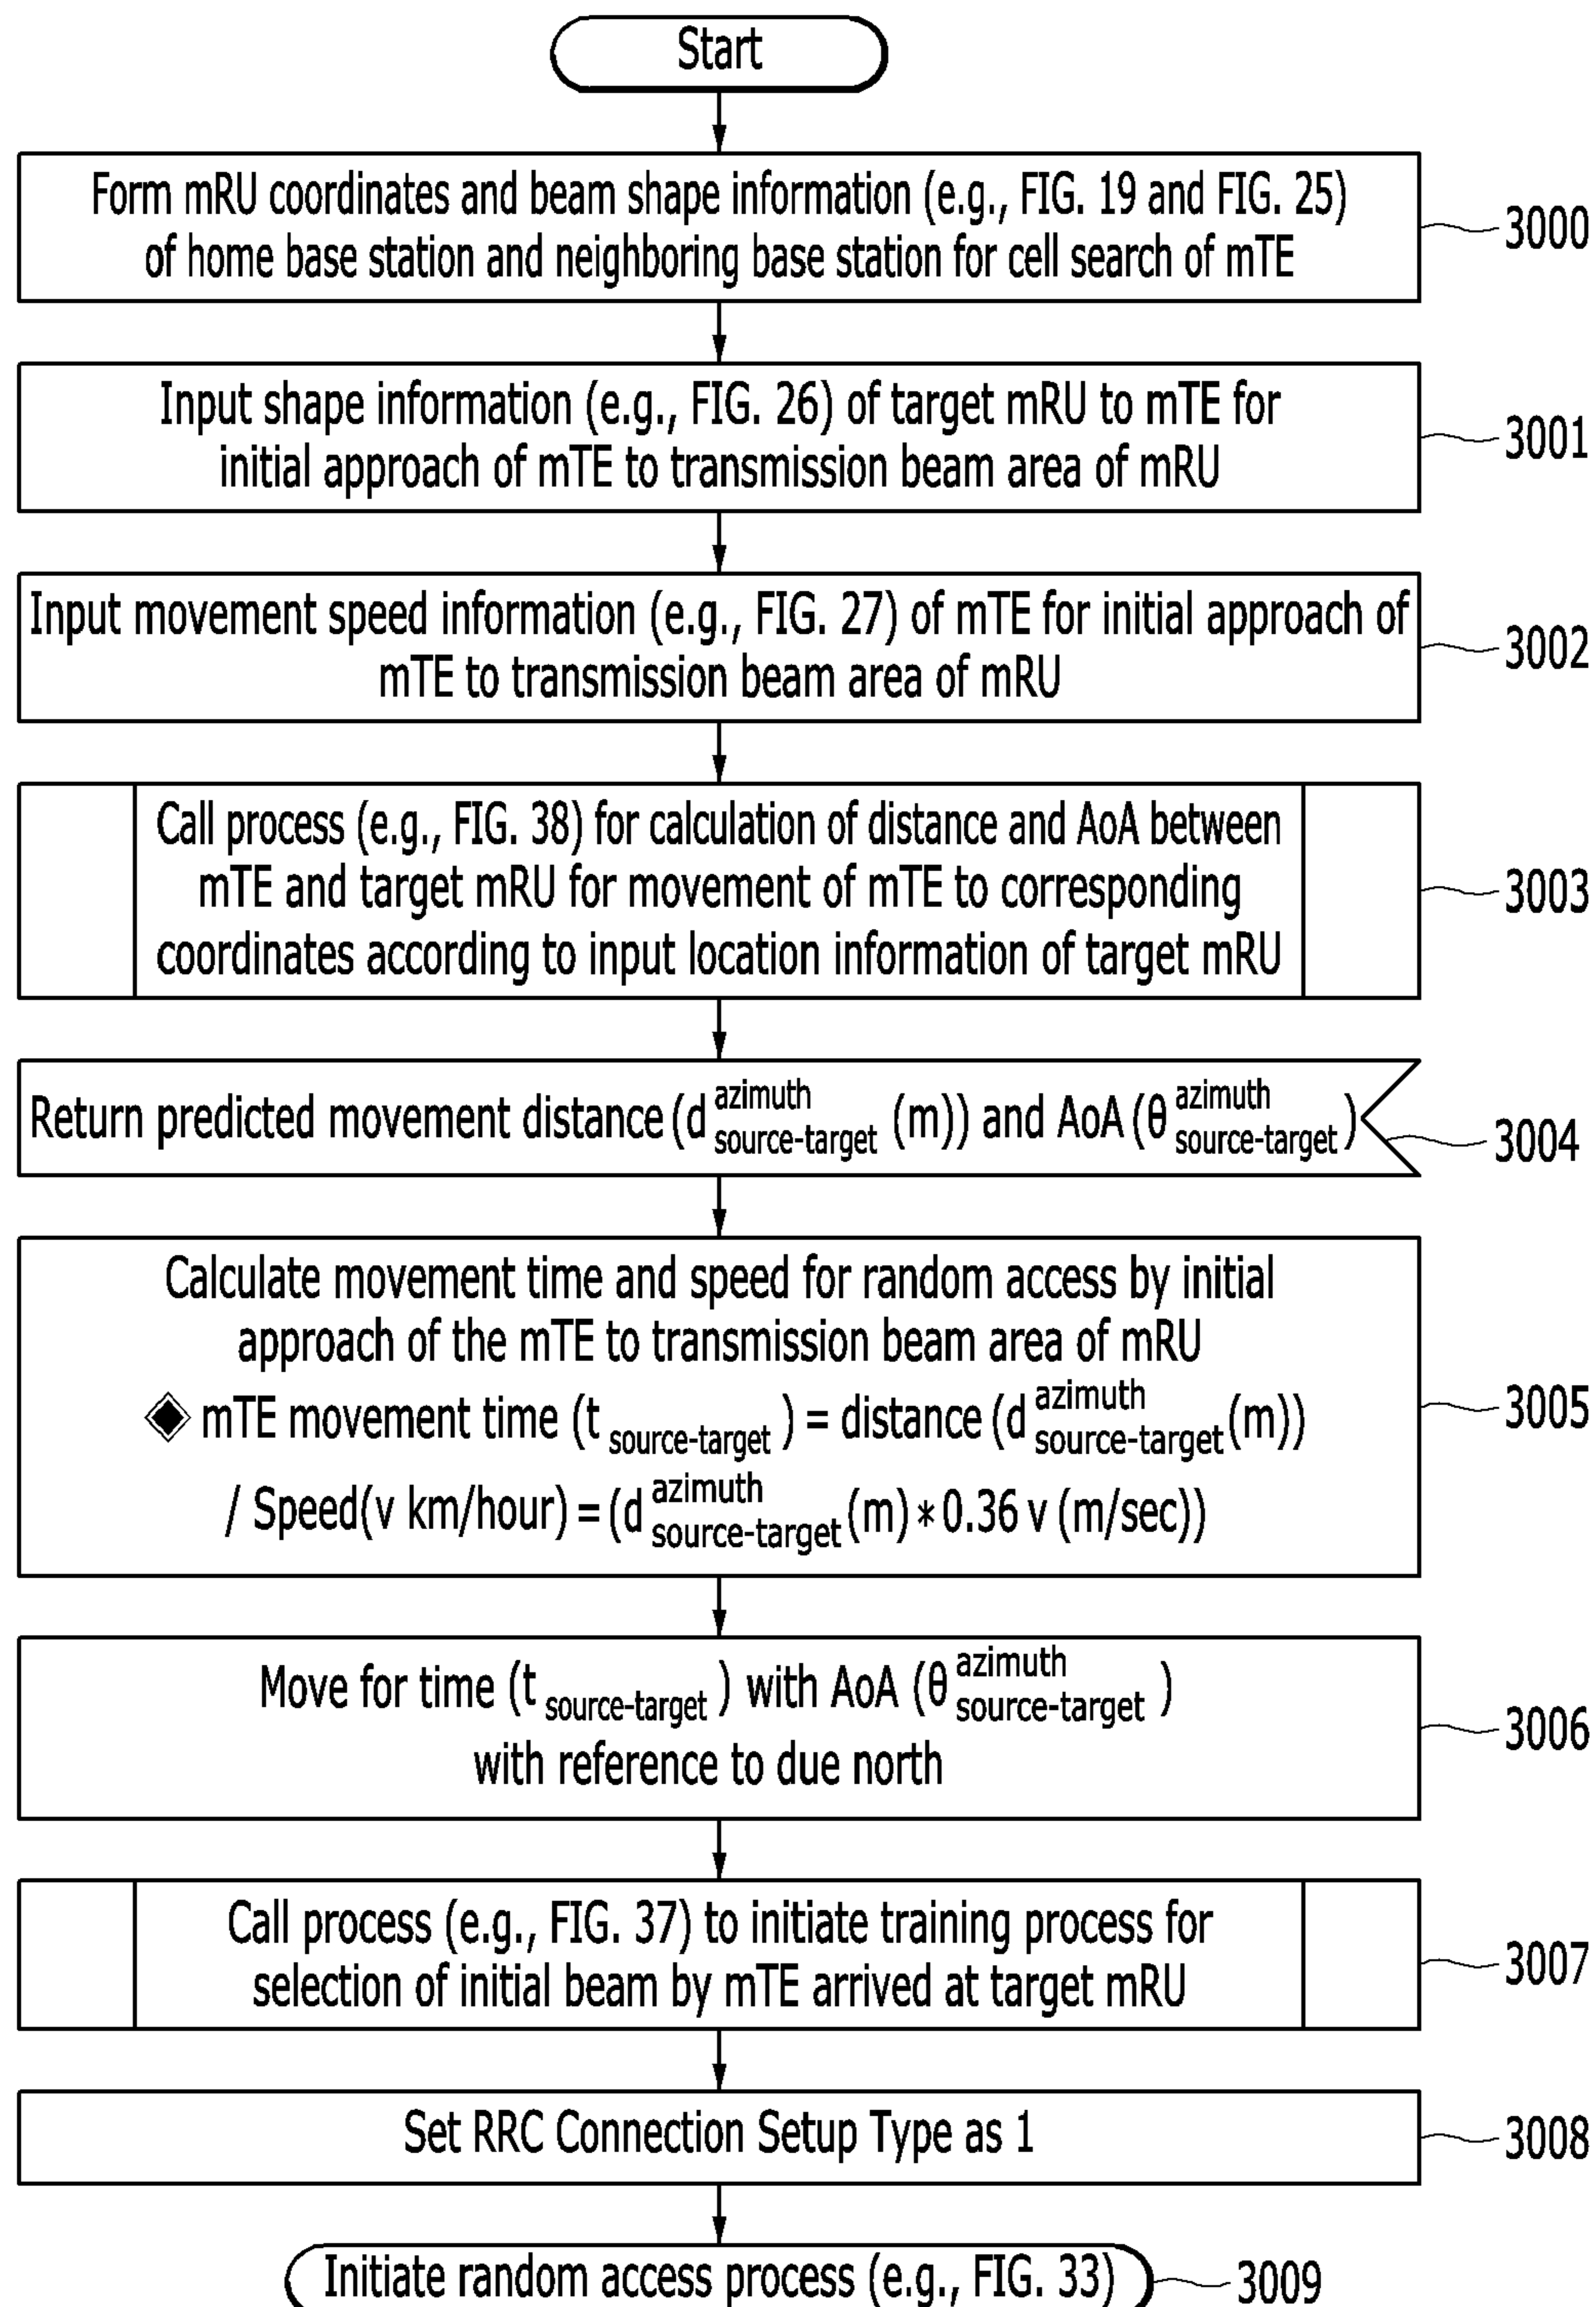 Start
Form mRU coordinates and beam shape information (e.g., FIG. 19 and FIG. 25)
of home base station and neighboring base station for cell search of mTE
3000
Input shape information (e.g., FIG. 26) of target mRU to mTE for
initial approach of mTE to transmission beam area of mRU
3001
Input movement speed information (e.g., FIG. 27) of mTE for initial approach of
mTE to transmission beam area of mRU
3002
Call process (e.g., FIG. 38) for calculation of distance and AoA between
mTE and target mRU for movement of mTE to corresponding
coordinates according to input location information of target mRU
3003
Return predicted movement distance (d azimuth source-target (m)) and AoA (θ azimuth source-target )
3004
Calculate movement time and speed for random access by initial
approach of the mTE to transmission beam area of mRU
◈ mTE movement time (t source-target ) = distance (d azimuth source-target (m))
/ Speed(v km/hour) = (d azimuth source-target (m) * 0.36 v (m/sec))
3005
Move for time (t source-target ) with AoA (θ azimuth source-target )
with reference to due north
3006
Call process (e.g., FIG. 37) to initiate training process for
selection of initial beam by mTE arrived at target mRU
3007
Set RRC Connection Setup Type as 1
3008
Initiate random access process (e.g., FIG. 33)
3009